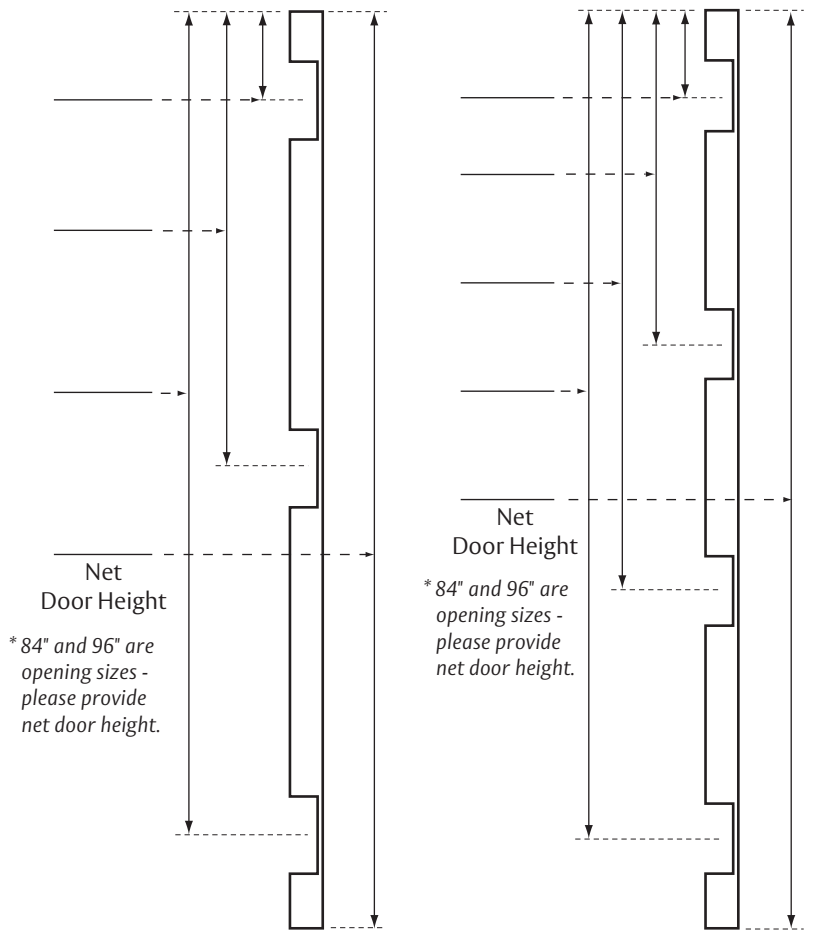 Net
Door Height
* 84" and 96" are
opening sizes -
please provide
net door height.
Net
Door Height
* 84" and 96" are
opening sizes -
please provide
net door height.